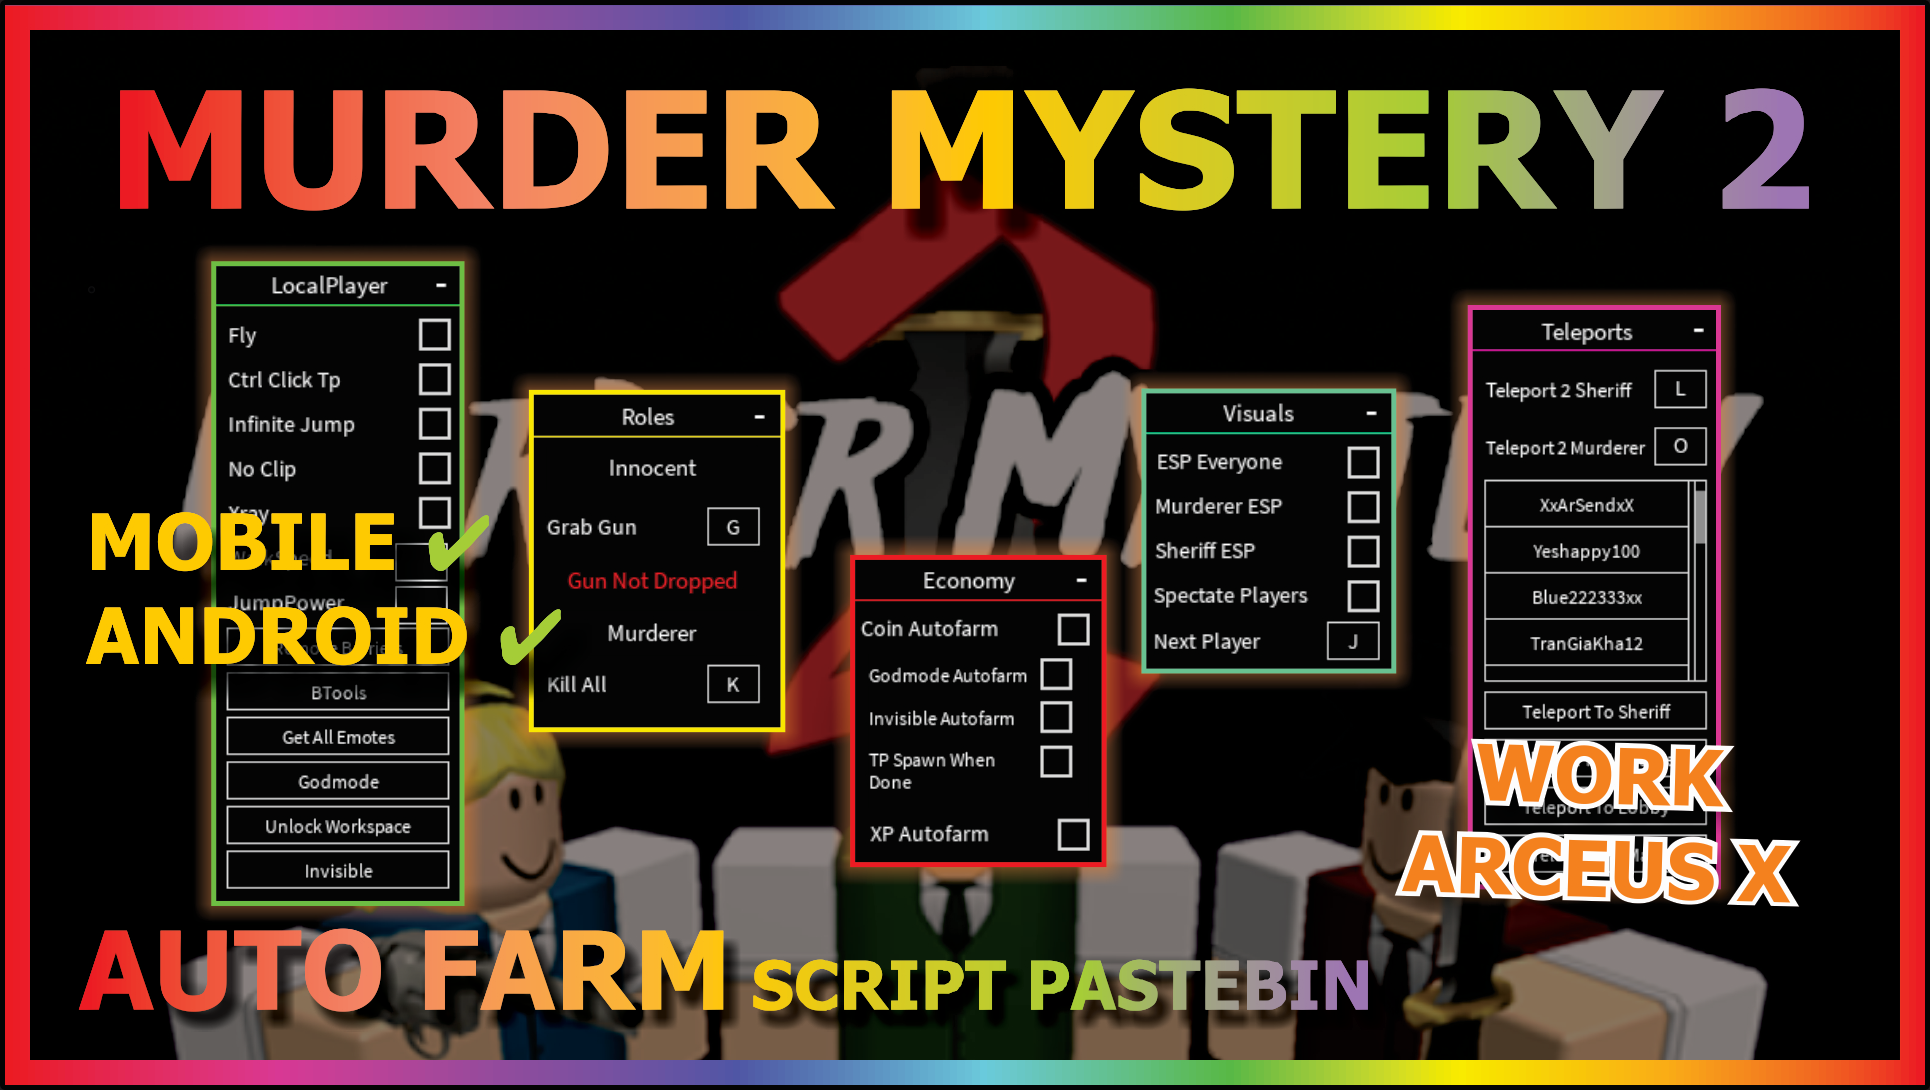 MURDER MYSTERY 2
LocalPlayer -
Fly
Ctrl Click Tp
Infinite Jump
No Clip
Xray
MOBILE ✓
JumpPower
ANDROID ✓
BTools
Get All Emotes
Godmode
Unlock Workspace
Invisible
Roles -
Innocent
Grab Gun G
Gun Not Dropped
Murderer
Kill All K
Economy -
Coin Autofarm
Godmode Autofarm
Invisible Autofarm
TP Spawn When
Done
XP Autofarm
Visuals -
ESP Everyone
Murderer ESP
Sheriff ESP
Spectate Players
Next Player J
Teleports -
Teleport 2 Sheriff L
Teleport 2 Murderer O
XxArSendxX
Yeshappy100
Blue222333xx
TranGiaKha12
Teleport To Sheriff
WORK
Teleport To Lobby
ARCEUS X
AUTO FARM SCRIPT PASTEBIN